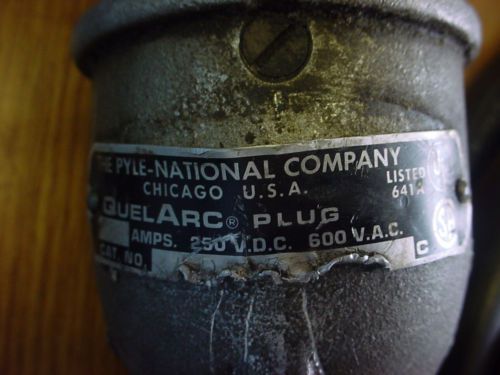 THE PYLE-NATIONAL COMPANY
CHICAGO U.S.A.
LISTED
641A
QUELARC® PLUG
AMPS. 250 V.D.C. 600 V.A.C.
CAT. NO.
C